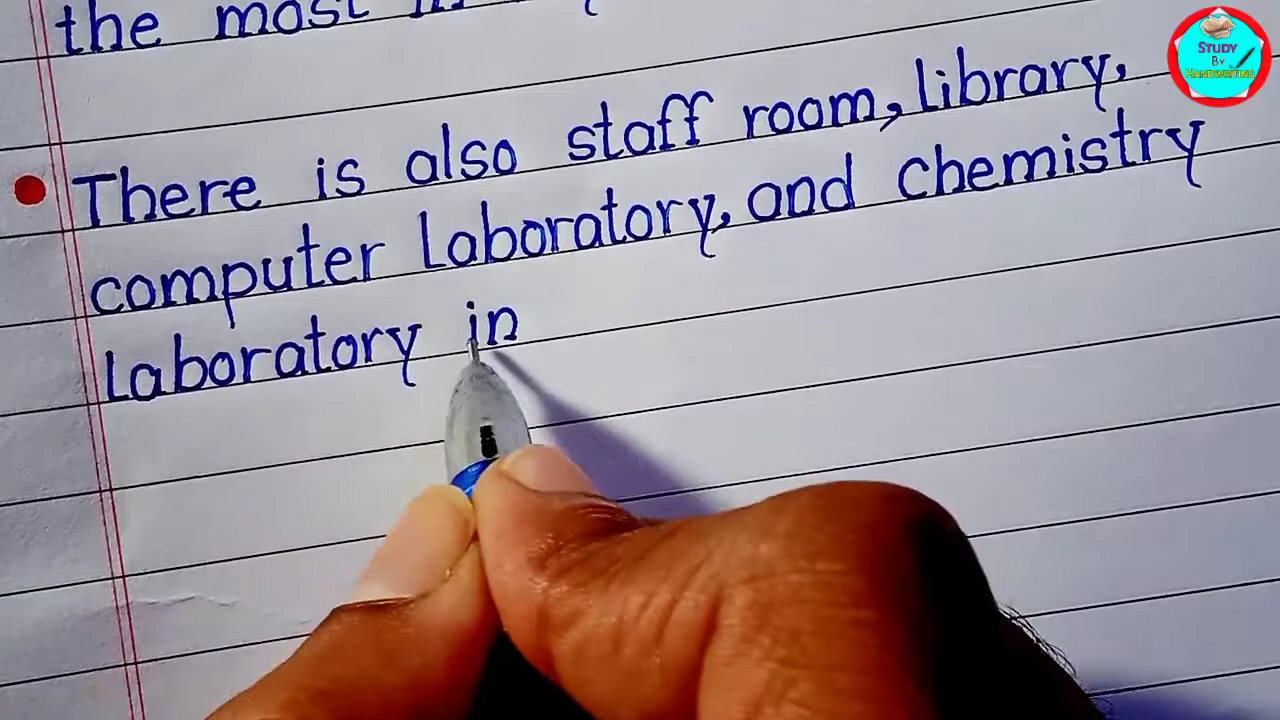 the most
There is also staff room, library,
computer laboratory, and chemistry
laboratory in
STUDY
By
HANDWRITING